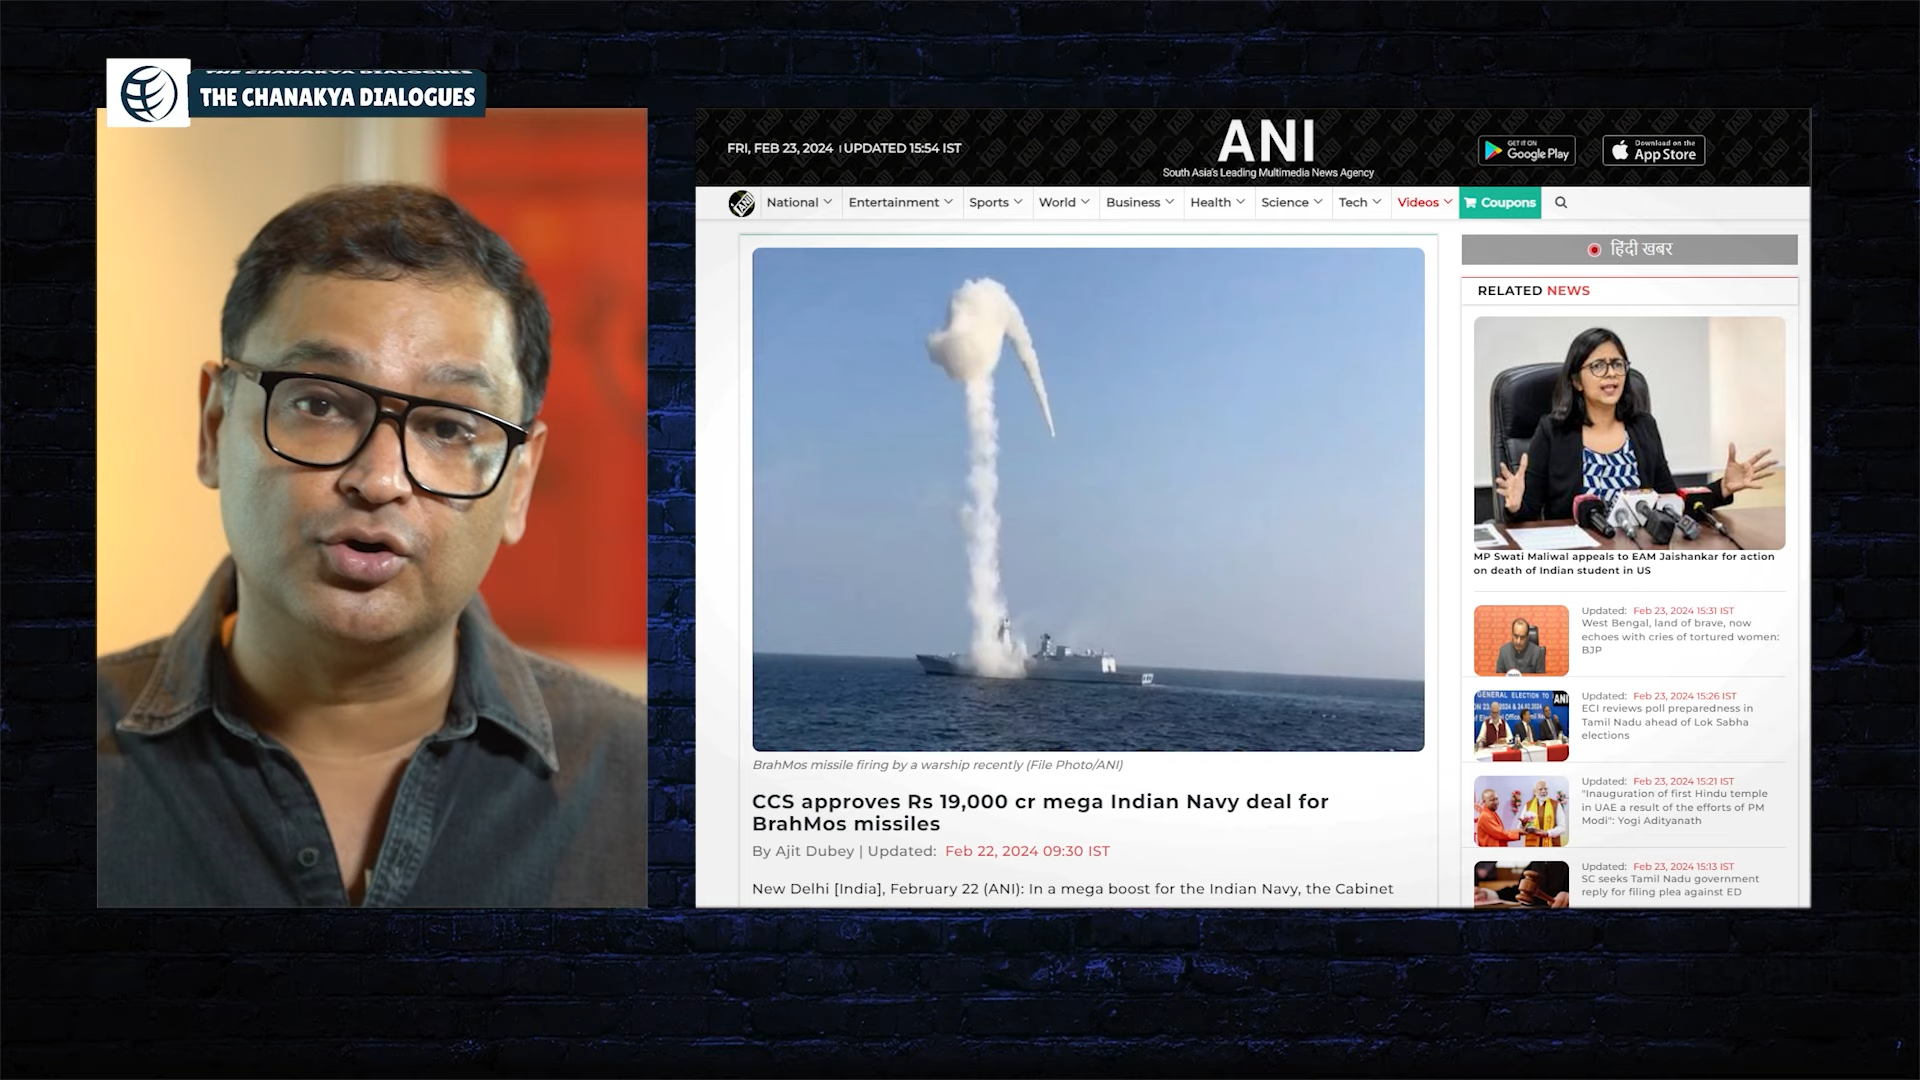 THE CHANAKYA DIALOGUES
THE CHANAKYA DIALOGUES
FRI, FEB 23, 2024 | UPDATED 15:54 IST
ANI
South Asia's Leading Multimedia News Agency
GET IT ON
Google Play
Download on the
App Store
National
Entertainment
Sports
World
Business
Health
Science
Tech
Videos
Coupons
हिंदी खबर
RELATED NEWS
MP Swati Maliwal appeals to EAM Jaishankar for action
on death of Indian student in US
Updated: Feb 23, 2024 15:31 IST
West Bengal, land of brave, now
echoes with cries of tortured women:
BJP
GENERAL ELECTION TO
ANI
Updated: Feb 23, 2024 15:26 IST
ECI reviews poll preparedness in
Tamil Nadu ahead of Lok Sabha
elections
Updated: Feb 23, 2024 15:21 IST
"Inauguration of first Hindu temple
in UAE a result of the efforts of PM
Modi": Yogi Adityanath
Updated: Feb 23, 2024 15:13 IST
SC seeks Tamil Nadu government
reply for filing plea against ED
ANI
BrahMos missile firing by a warship recently (File Photo/ANI)
CCS approves Rs 19,000 cr mega Indian Navy deal for
BrahMos missiles
By Ajit Dubey | Updated: Feb 22, 2024 09:30 IST
New Delhi [India], February 22 (ANI): In a mega boost for the Indian Navy, the Cabinet